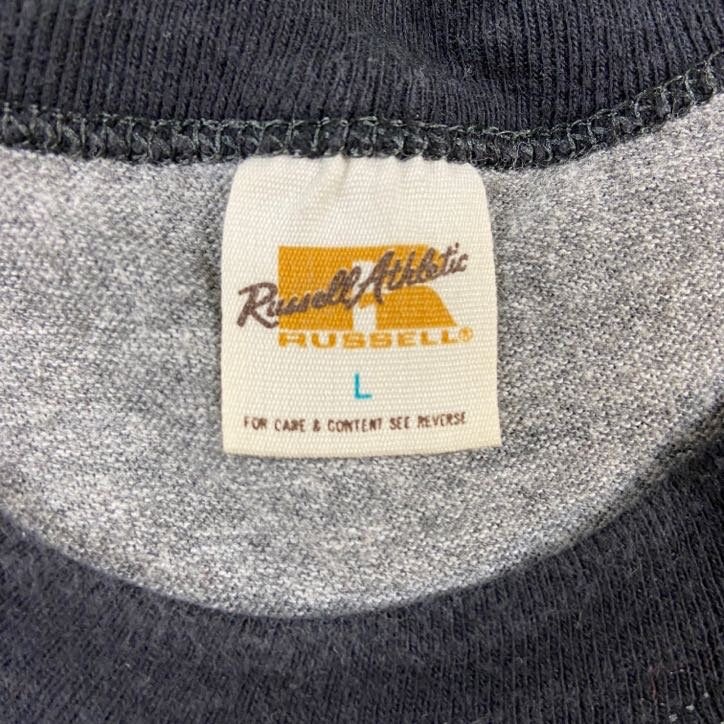 Russell Athletic
RUSSELL®
L
FOR CARE & CONTENT SEE REVERSE